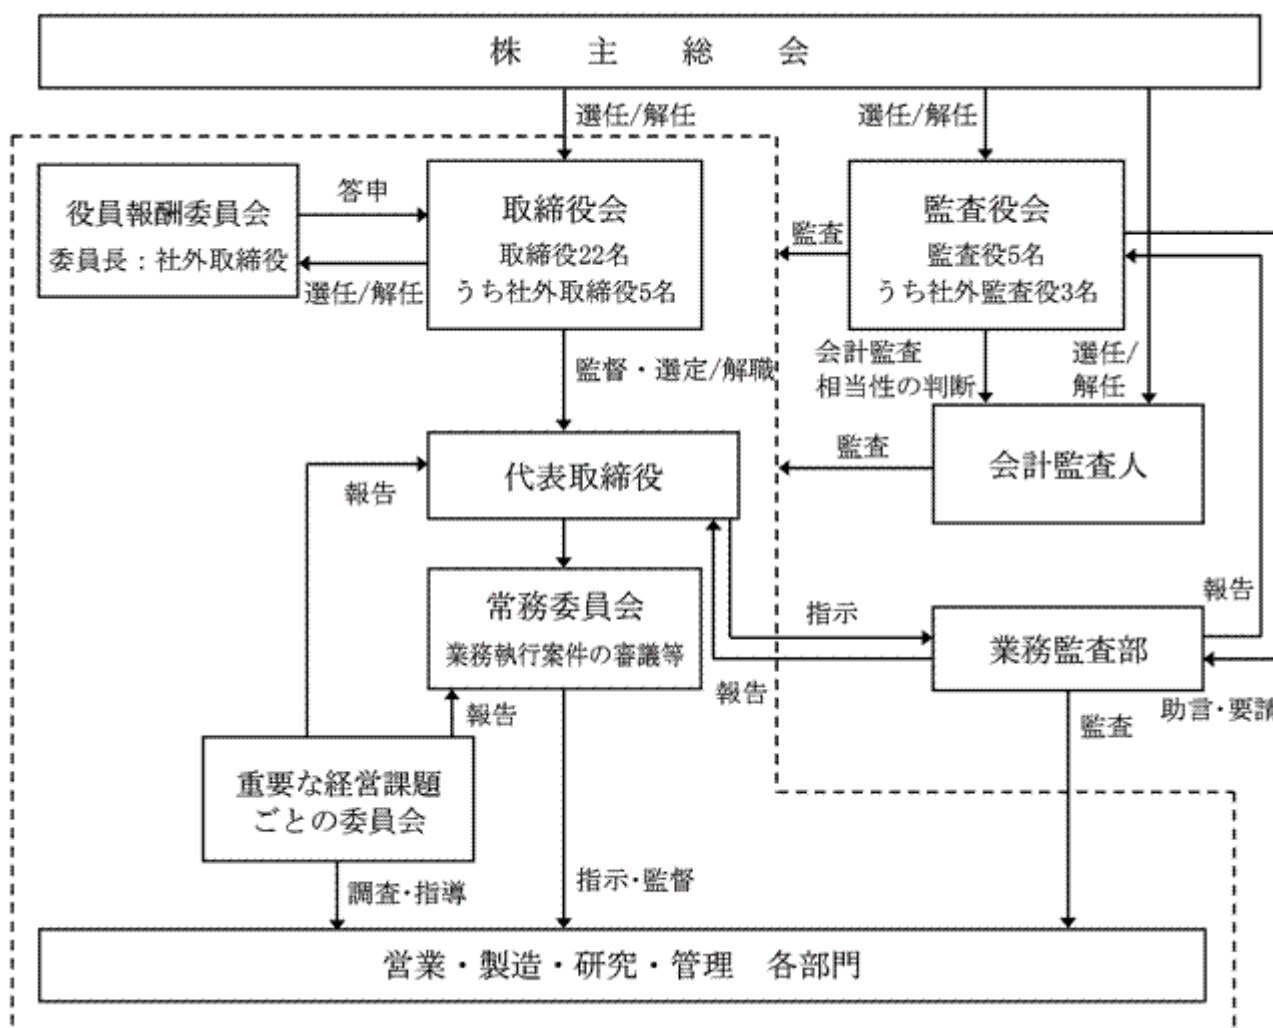 株主総会
選任/解任
選任/解任
役員報酬委員会
委員長：社外取締役
答申
選任/解任
取締役会
取締役22名
うち社外取締役5名
監査
監査役会
監査役5名
うち社外監査役3名
監督・選定/解職
会計監査
相当性の判断
選任/
解任
代表取締役
報告
監査
会計監査人
常務委員会
業務執行案件の審議等
指示
報告
業務監査部
報告
報告
助言・要請
監査
重要な経営課題
ごとの委員会
調査・指導
指示・監督
営業・製造・研究・管理　各部門